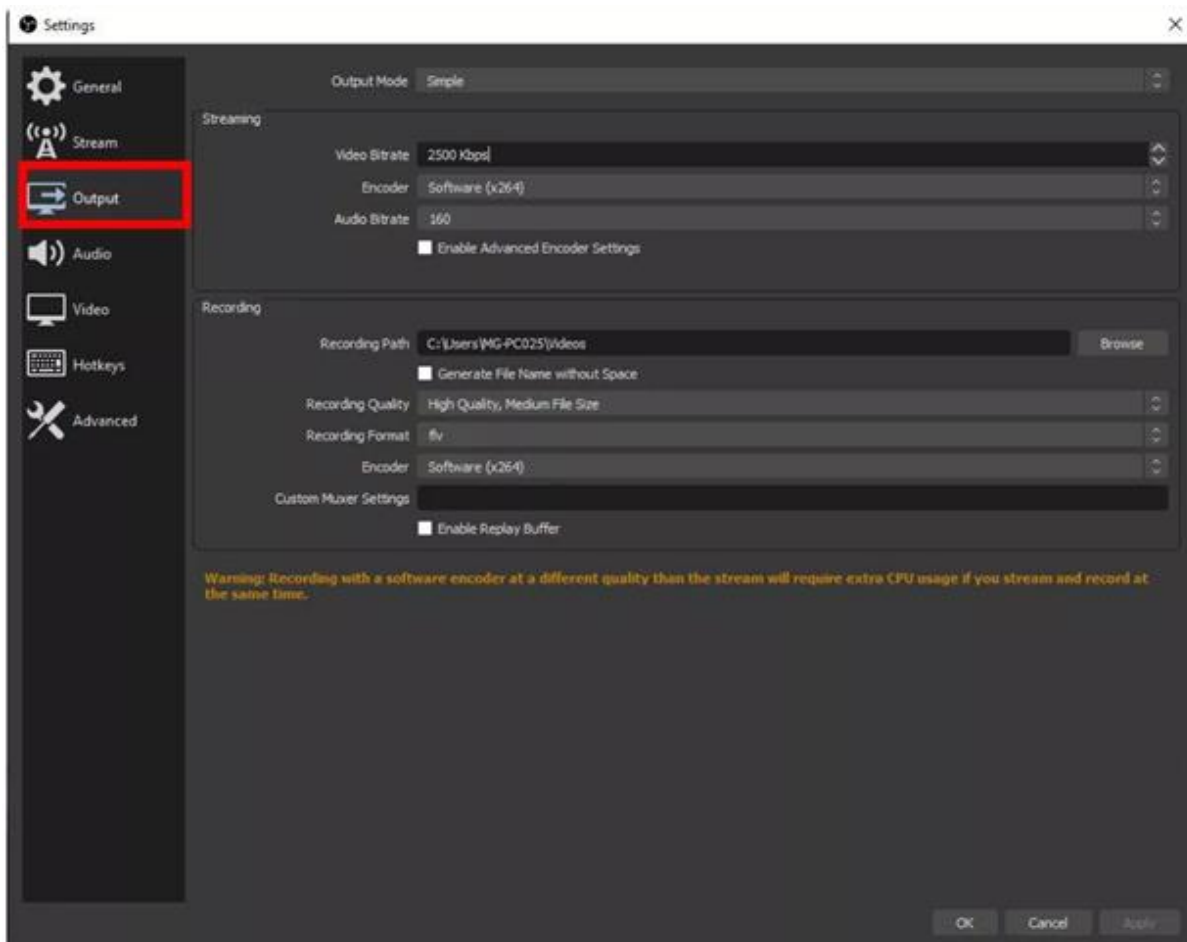 Settings
General
Stream
Output
Audio
Video
Hotkeys
Advanced
Output Mode Simple
Streaming
Video Bitrate 2500 Kbps
Encoder Software (x264)
Audio Bitrate 160
Enable Advanced Encoder Settings
Recording
Recording Path C:\Users\MG-PC025\Videos Browse
Generate File Name without Space
Recording Quality High Quality, Medium File Size
Recording Format flv
Encoder Software (x264)
Custom Muxer Settings
Enable Replay Buffer
Warning: Recording with a software encoder at a different quality than the stream will require extra CPU usage if you stream and record at
the same time.
OK Cancel Apply